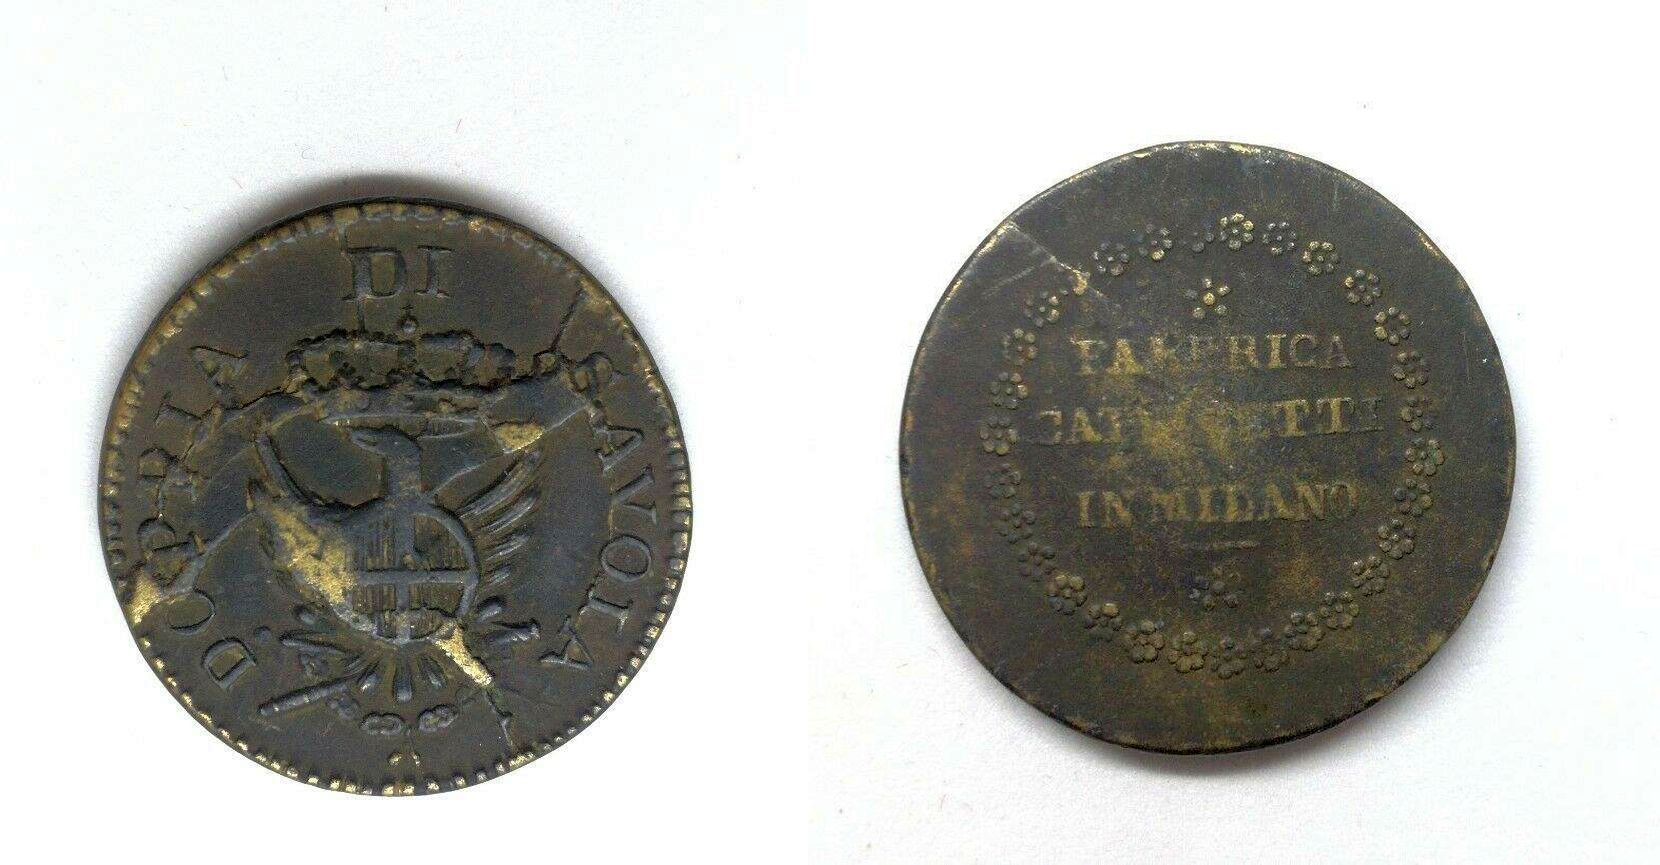 DOPPIA DI SAVOIA
FABBRICA
IN MILANO